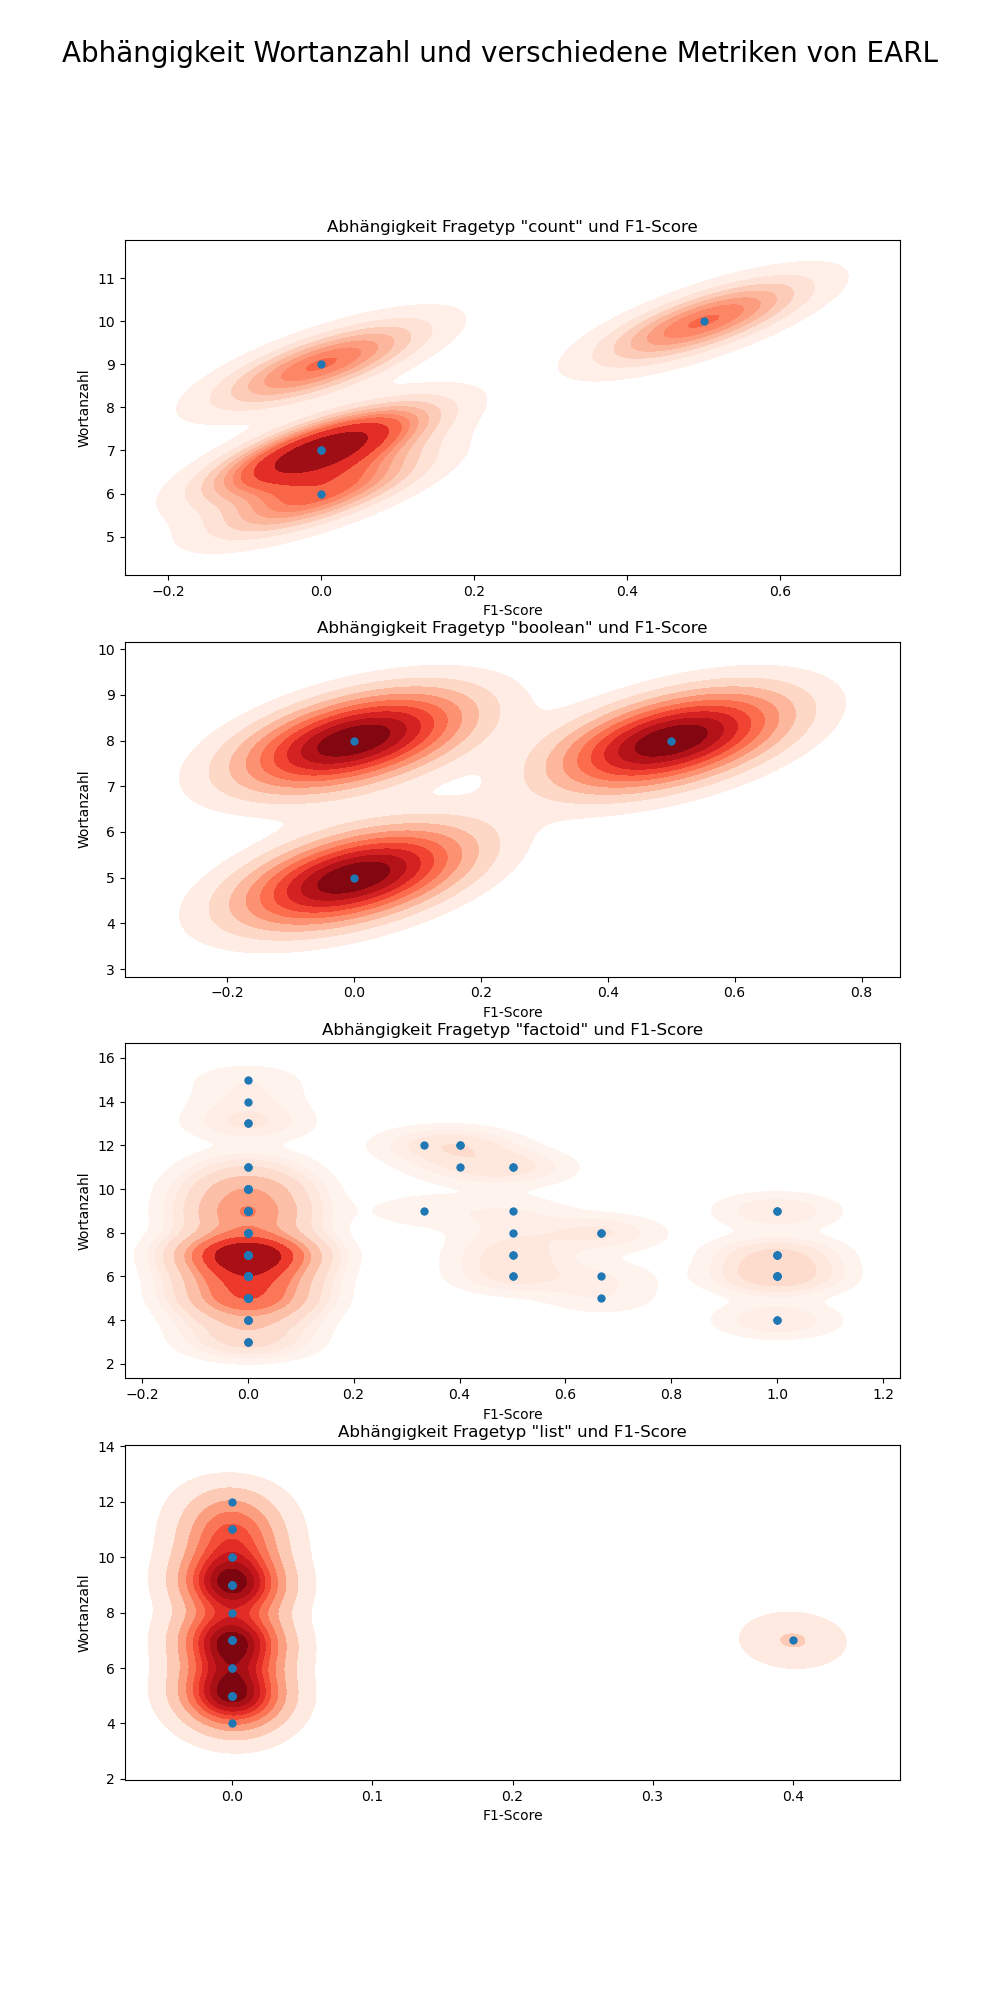 Abhängigkeit Wortanzahl und verschiedene Metriken von EARL
Abhängigkeit Fragetyp "count" und F1-Score
11
10
9
8
7
6
5
Wortanzahl
−0.2 0.0 0.2 0.4 0.6
F1-Score
Abhängigkeit Fragetyp "boolean" und F1-Score
10
9
8
7
6
5
4
3
Wortanzahl
−0.2 0.0 0.2 0.4 0.6 0.8
F1-Score
Abhängigkeit Fragetyp "factoid" und F1-Score
16
14
12
10
8
6
4
2
Wortanzahl
−0.2 0.0 0.2 0.4 0.6 0.8 1.0 1.2
F1-Score
Abhängigkeit Fragetyp "list" und F1-Score
14
12
10
8
6
4
2
Wortanzahl
0.0 0.1 0.2 0.3 0.4
F1-Score